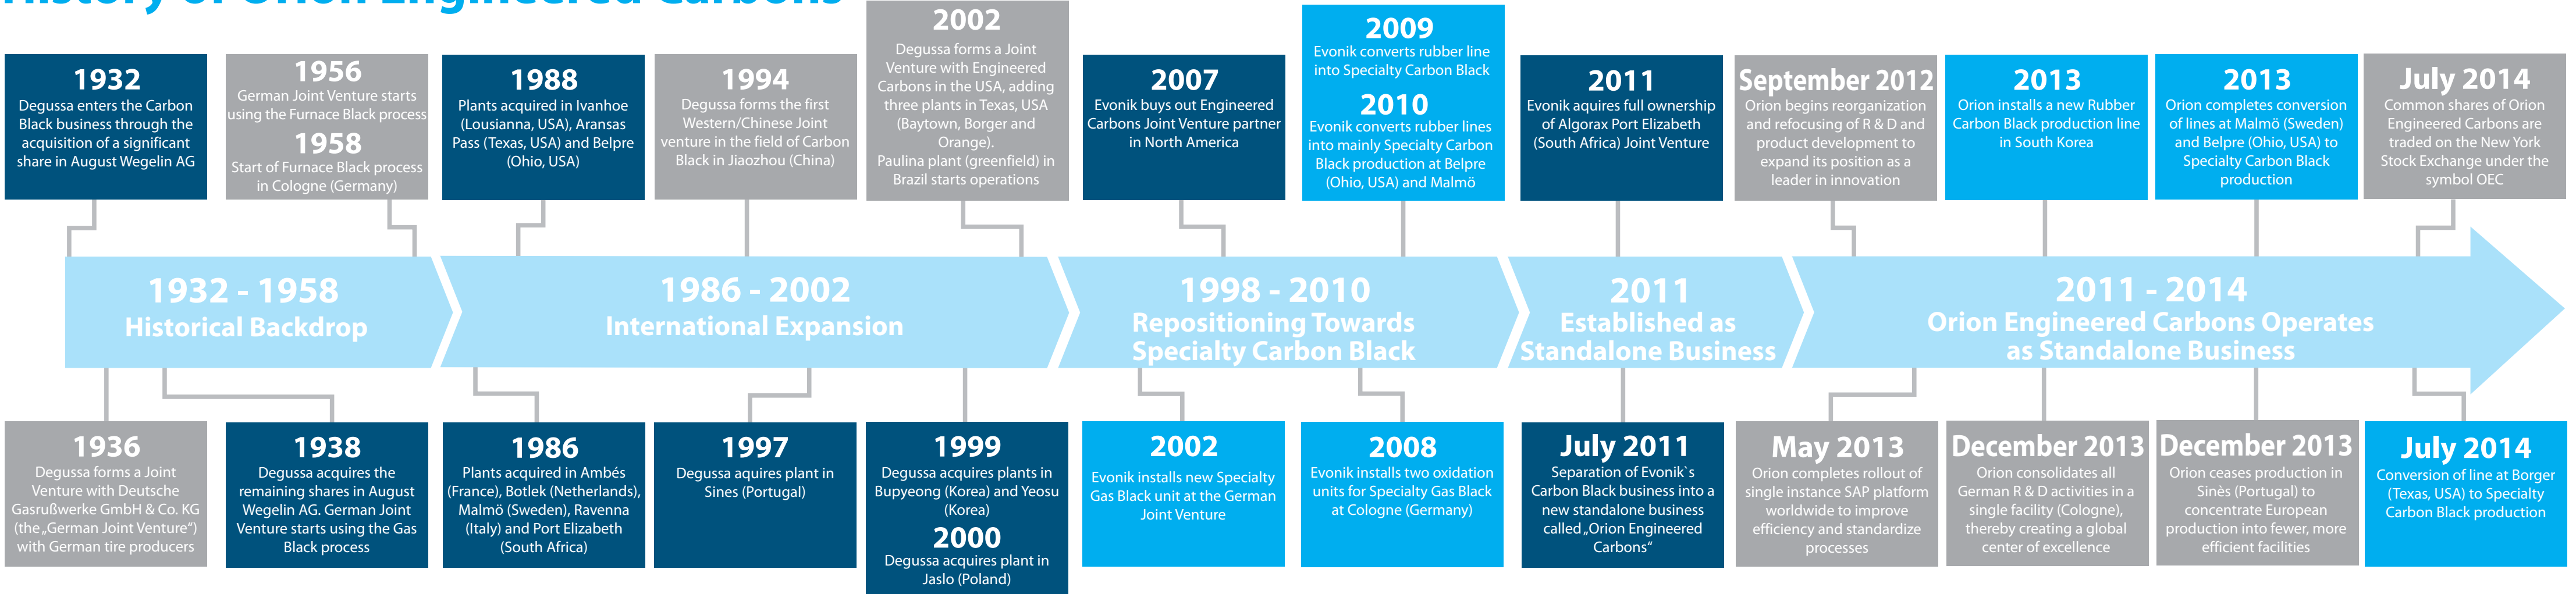 History of Orion Engineered Carbons
1932
Degussa enters the Carbon
Black business through the
acquisition of a significant
share in August Wegelin AG
1956
German Joint Venture starts
using the Furnace Black process
1958
Start of Furnace Black process
in Cologne (Germany)
1988
Plants acquired in Ivanhoe
(Lousianna, USA), Aransas
Pass (Texas, USA) and Belpre
(Ohio, USA)
1994
Degussa forms the first
Western/Chinese Joint
venture in the field of Carbon
Black in Jiaozhou (China)
2002
Degussa forms a Joint
Venture with Engineered
Carbons in the USA, adding
three plants in Texas, USA
(Baytown, Borger and
Orange).
Paulina plant (greenfield) in
Brazil starts operations
2007
Evonik buys out Engineered
Carbons Joint Venture partner
in North America
2009
Evonik converts rubber line
into Specialty Carbon Black
2010
Evonik converts rubber lines
into mainly Specialty Carbon
Black production at Belpre
(Ohio, USA) and Malmö
2011
Evonik aquires full ownership
of Algorax Port Elizabeth
(South Africa) Joint Venture
September 2012
Orion begins reorganization
and refocusing of R & D and
product development to
expand its position as a
leader in innovation
2013
Orion installs a new Rubber
Carbon Black production line
in South Korea
2013
Orion completes conversion
of lines at Malmö (Sweden)
and Belpre (Ohio, USA) to
Specialty Carbon Black
production
July 2014
Common shares of Orion
Engineered Carbons are
traded on the New York
Stock Exchange under the
symbol OEC
1932 - 1958
Historical Backdrop
1986 - 2002
International Expansion
1998 - 2010
Repositioning Towards
Specialty Carbon Black
2011
Established as
Standalone Business
2011 - 2014
Orion Engineered Carbons Operates
as Standalone Business
1936
Degussa forms a Joint
Venture with Deutsche
Gasrußwerke GmbH & Co. KG
(the „German Joint Venture“)
with German tire producers
1938
Degussa acquires the
remaining shares in August
Wegelin AG. German Joint
Venture starts using the Gas
Black process
1986
Plants acquired in Ambés
(France), Botlek (Netherlands),
Malmö (Sweden), Ravenna
(Italy) and Port Elizabeth
(South Africa)
1997
Degussa aquires plant in
Sines (Portugal)
1999
Degussa acquires plants in
Bupyeong (Korea) and Yeosu
(Korea)
2000
Degussa acquires plant in
Jaslo (Poland)
2002
Evonik installs new Specialty
Gas Black unit at the German
Joint Venture
2008
Evonik installs two oxidation
units for Specialty Gas Black
at Cologne (Germany)
July 2011
Separation of Evonik`s
Carbon Black business into a
new standalone business
called „Orion Engineered
Carbons“
May 2013
Orion completes rollout of
single instance SAP platform
worldwide to improve
efficiency and standardize
processes
December 2013
Orion consolidates all
German R & D activities in a
single facility (Cologne),
thereby creating a global
center of excellence
December 2013
Orion ceases production in
Sinès (Portugal) to
concentrate European
production into fewer, more
efficient facilities
July 2014
Conversion of line at Borger
(Texas, USA) to Specialty
Carbon Black production